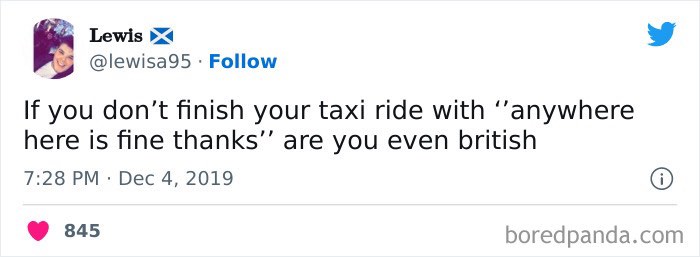 Lewis
@lewisa95 · Follow
If you don’t finish your taxi ride with ‘’anywhere
here is fine thanks’’ are you even british
7:28 PM · Dec 4, 2019
845
boredpanda.com